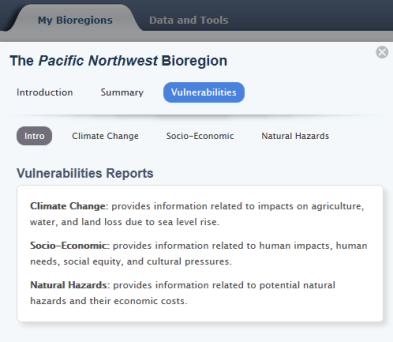 My Bioregions Data and Tools
The Pacific Northwest Bioregion
Introduction Summary Vulnerabilities
Intro Climate Change Socio-Economic Natural Hazards
Vulnerabilities Reports
Climate Change: provides information related to impacts on agriculture,
water, and land loss due to sea level rise.
Socio-Economic: provides information related to human impacts, human
needs, social equity, and cultural pressures.
Natural Hazards: provides information related to potential natural
hazards and their economic costs.